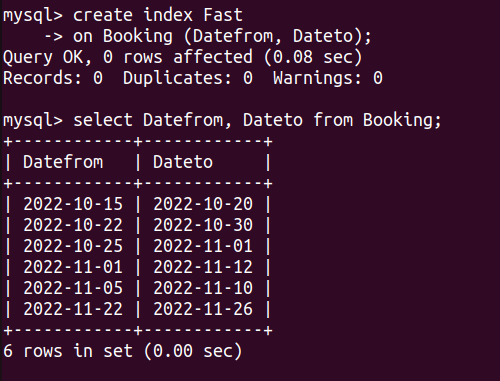 mysql> create index Fast
    -> on Booking (Datefrom, Dateto);
Query OK, 0 rows affected (0.08 sec)
Records: 0  Duplicates: 0  Warnings: 0

mysql> select Datefrom, Dateto from Booking;
+------------+------------+
| Datefrom   | Dateto     |
+------------+------------+
| 2022-10-15 | 2022-10-20 |
| 2022-10-22 | 2022-10-30 |
| 2022-10-25 | 2022-11-01 |
| 2022-11-01 | 2022-11-12 |
| 2022-11-05 | 2022-11-10 |
| 2022-11-22 | 2022-11-26 |
+------------+------------+
6 rows in set (0.00 sec)